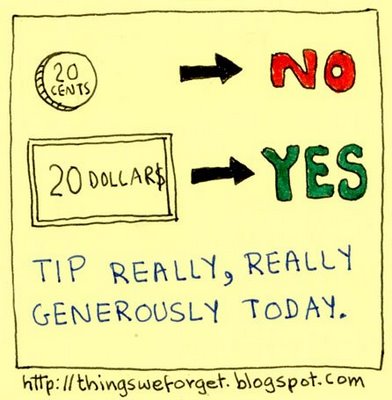 20
CENTS
NO
20 DOLLAR$
YES
TIP REALLY, REALLY
GENEROUSLY TODAY.
http://thingsweforget.blogspot.com